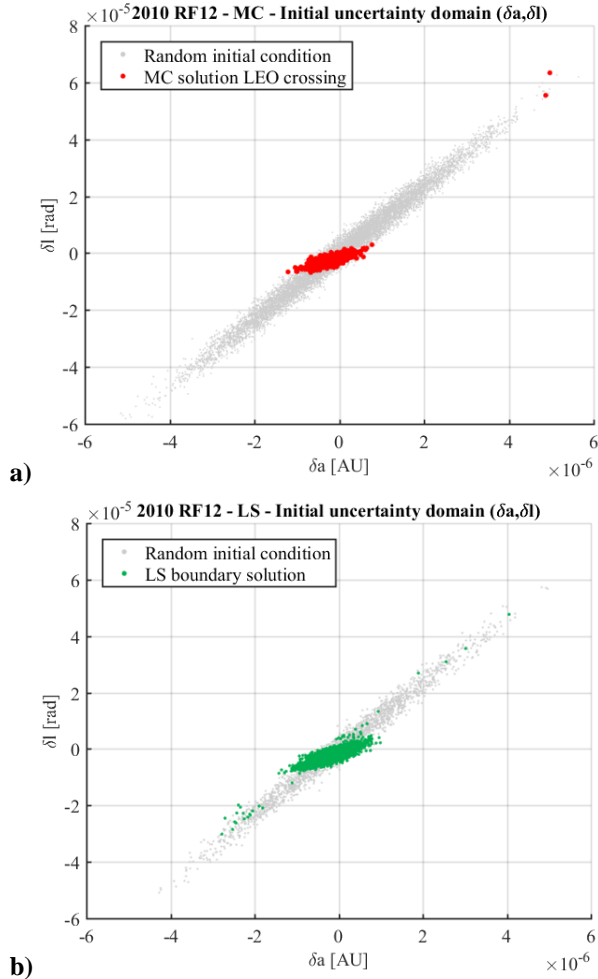 ×10⁻⁵ 2010 RF12 - MC - Initial uncertainty domain (δa,δl)
8
Random initial condition
MC solution LEO crossing
6
4
2
δl [rad]
0
-2
-4
-6
-6 -4 -2 0 2 4 6
δa [AU] ×10⁻⁶
a)
×10⁻⁵ 2010 RF12 - LS - Initial uncertainty domain (δa,δl)
8
Random initial condition
LS boundary solution
6
4
2
δl [rad]
0
-2
-4
-6
-6 -4 -2 0 2 4 6
δa [AU] ×10⁻⁶
b)